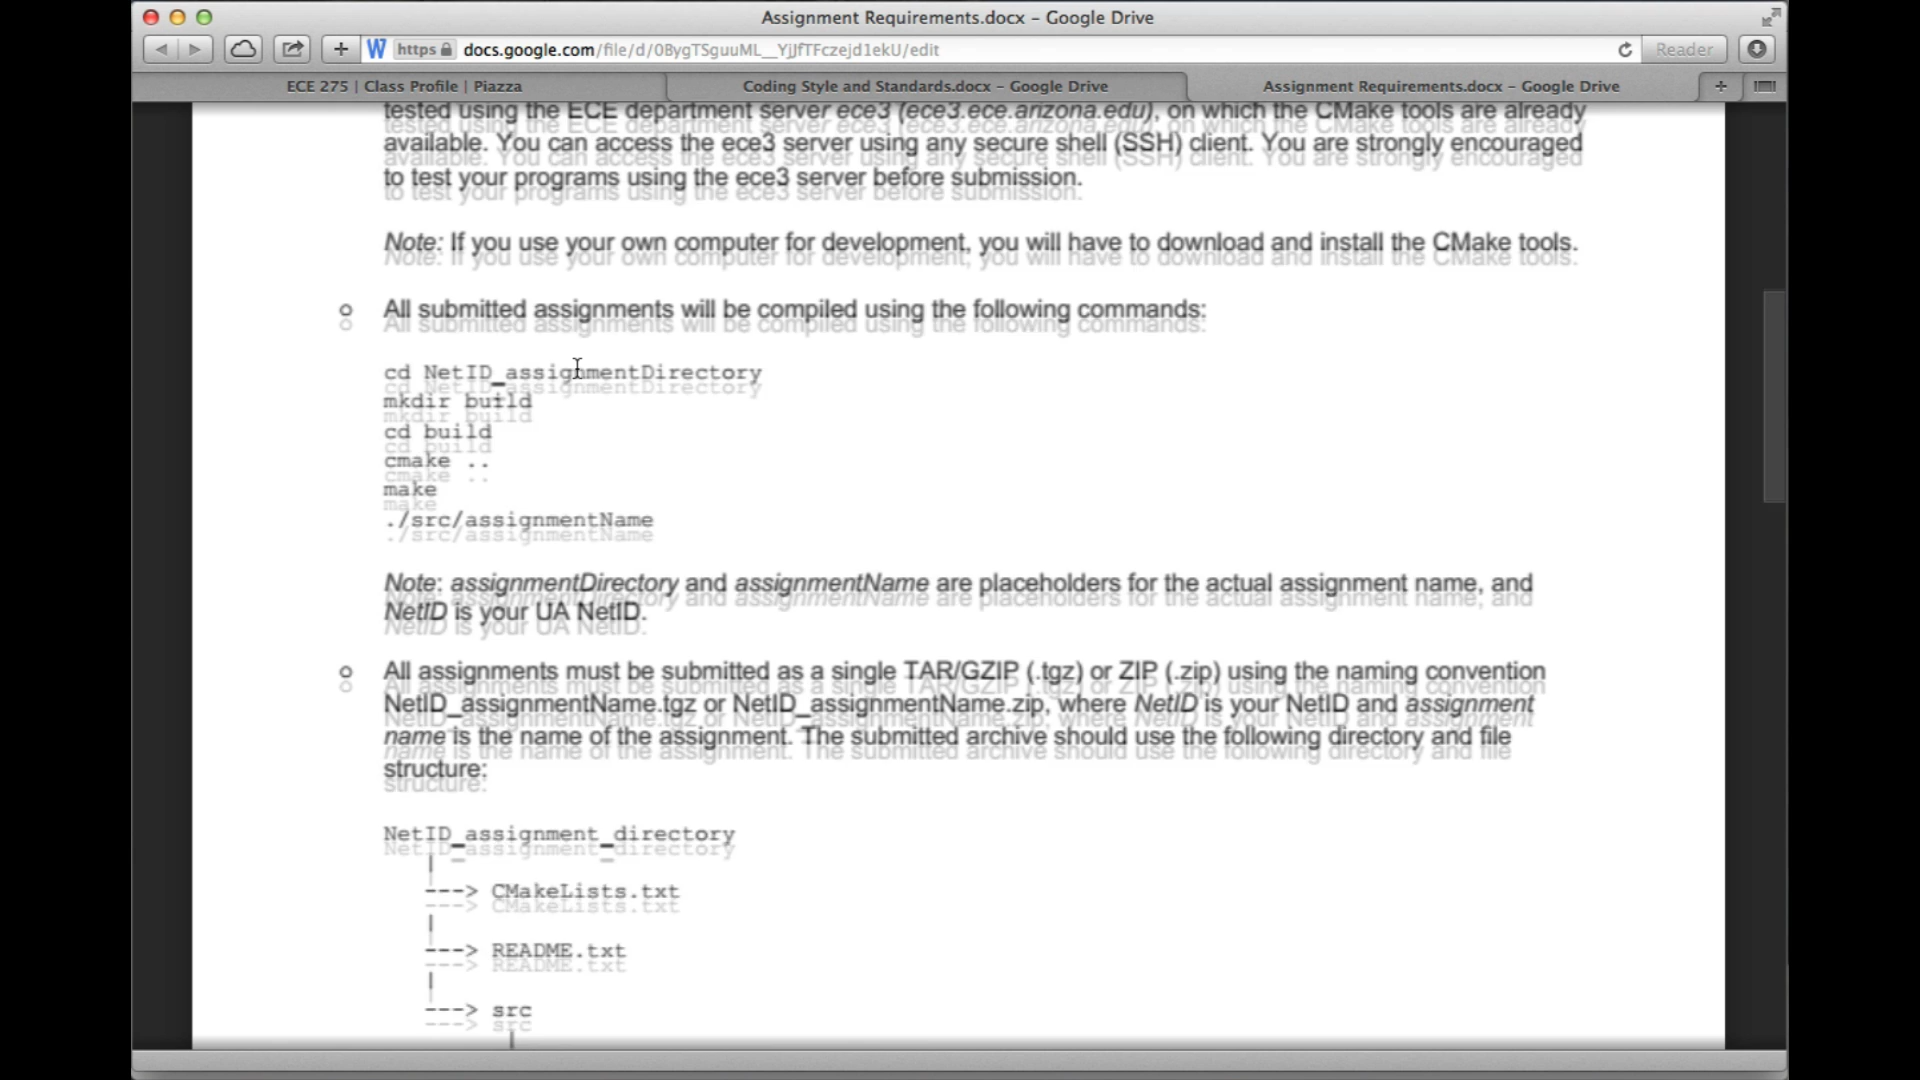 Assignment Requirements.docx – Google Drive
https docs.google.com/file/d/0BygTSguuML__YjJfTFczejd1ekU/edit
Reader
ECE 275 | Class Profile | Piazza
Coding Style and Standards.docx – Google Drive
Assignment Requirements.docx – Google Drive
tested using the ECE department server ece3 (ece3.ece.arizona.edu), on which the CMake tools are already
available. You can access the ece3 server using any secure shell (SSH) client. You are strongly encouraged
to test your programs using the ece3 server before submission.
Note: If you use your own computer for development, you will have to download and install the CMake tools.
o All submitted assignments will be compiled using the following commands:
cd NetID_assignmentDirectory
mkdir build
cd build
cmake ..
make
./src/assignmentName
Note: assignmentDirectory and assignmentName are placeholders for the actual assignment name, and
NetID is your UA NetID.
o All assignments must be submitted as a single TAR/GZIP (.tgz) or ZIP (.zip) using the naming convention
NetID_assignmentName.tgz or NetID_assignmentName.zip, where NetID is your NetID and assignment
name is the name of the assignment. The submitted archive should use the following directory and file
structure:
NetID_assignment_directory
|
---> CMakeLists.txt
|
---> README.txt
|
---> src
|